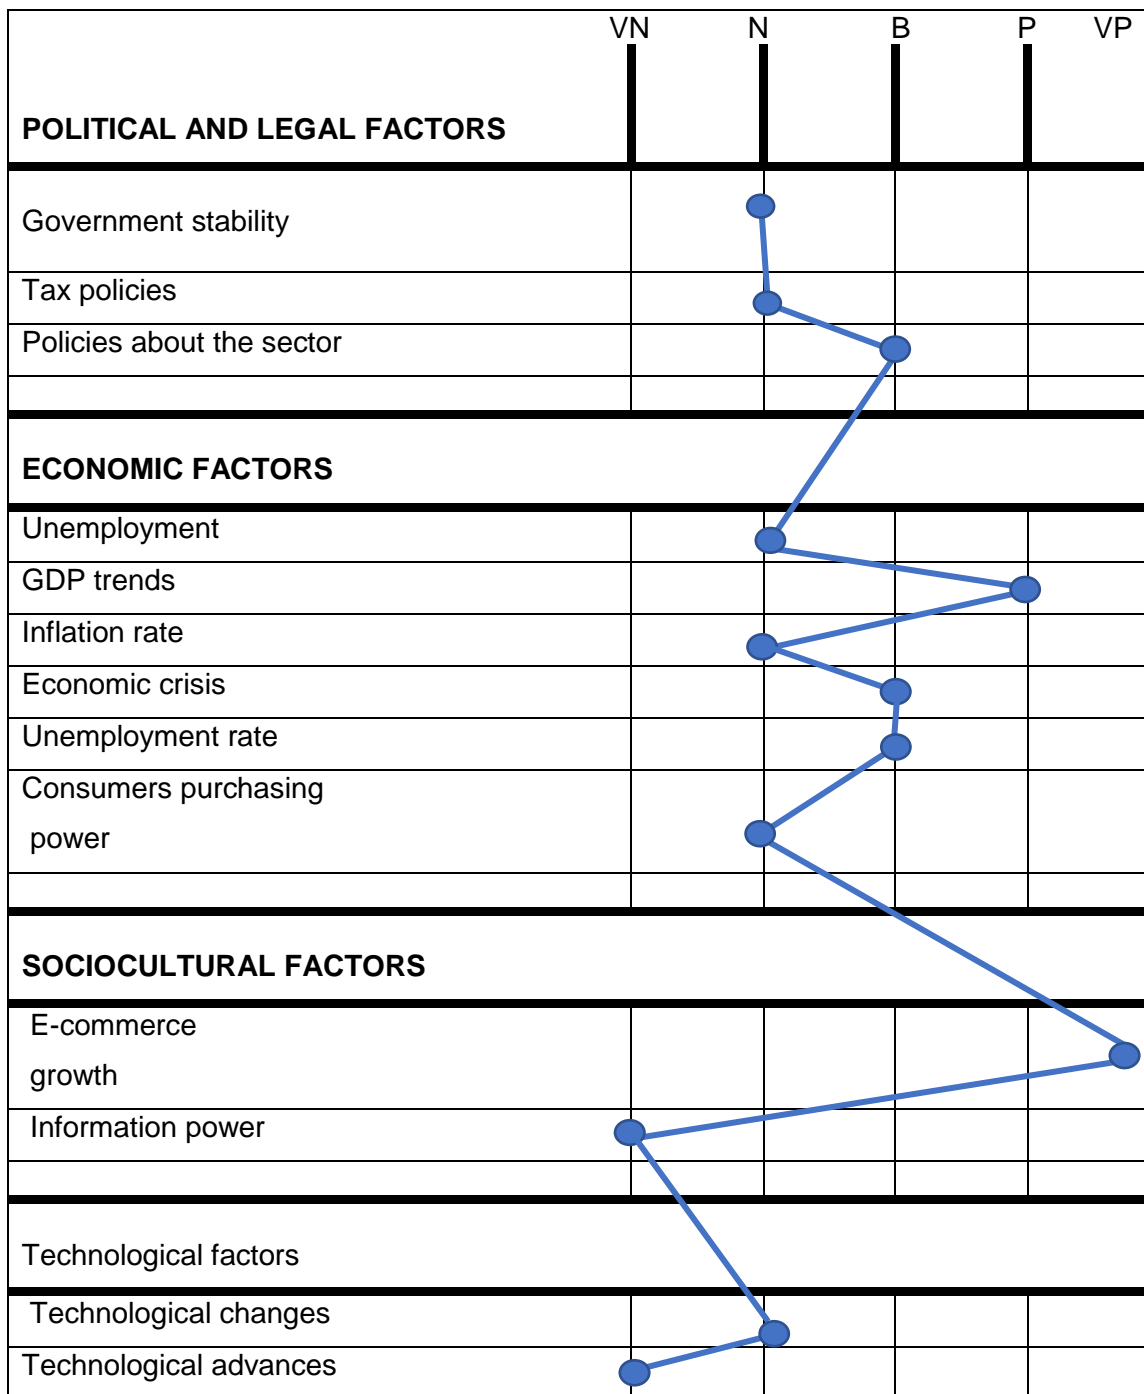 VN N B P VP
POLITICAL AND LEGAL FACTORS
Government stability
Tax policies
Policies about the sector
ECONOMIC FACTORS
Unemployment
GDP trends
Inflation rate
Economic crisis
Unemployment rate
Consumers purchasing
power
SOCIOCULTURAL FACTORS
E-commerce
growth
Information power
Technological factors
Technological changes
Technological advances